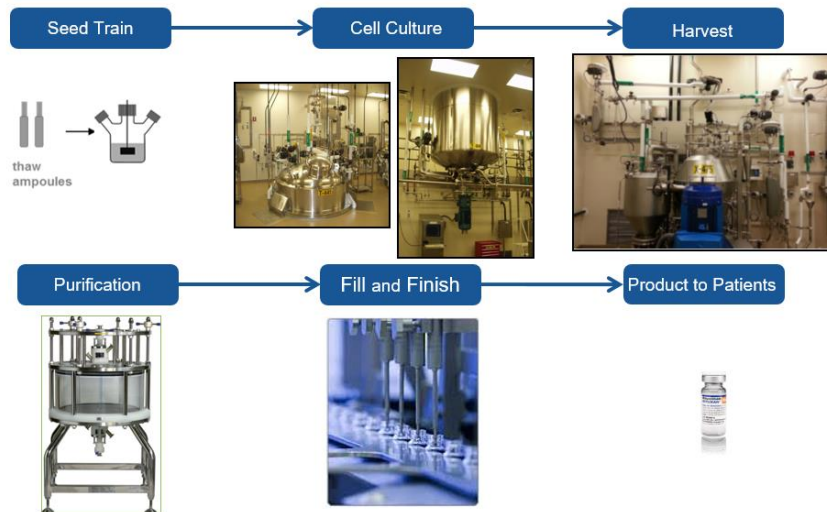 Seed Train
Cell Culture
Harvest
thaw
ampoules
Purification
Fill and Finish
Product to Patients